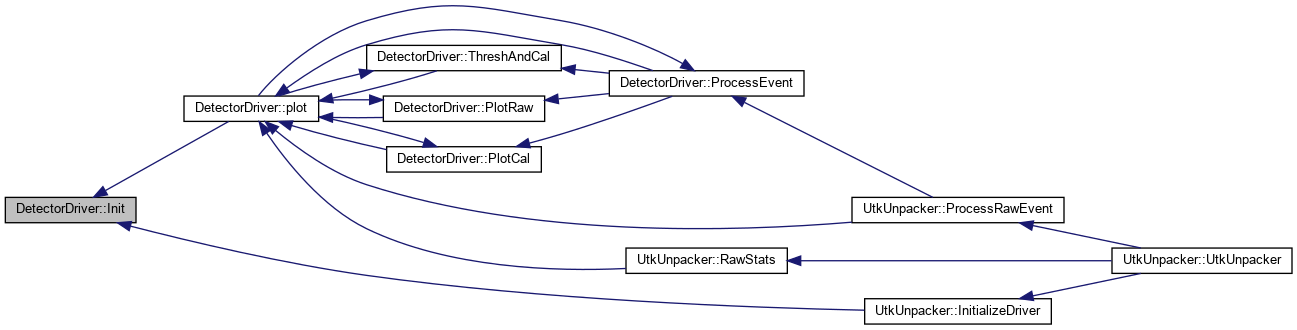 DetectorDriver::ThreshAndCal
DetectorDriver::ProcessEvent
DetectorDriver::plot
DetectorDriver::PlotRaw
DetectorDriver::PlotCal
DetectorDriver::Init
UtkUnpacker::ProcessRawEvent
UtkUnpacker::RawStats
UtkUnpacker::UtkUnpacker
UtkUnpacker::InitializeDriver